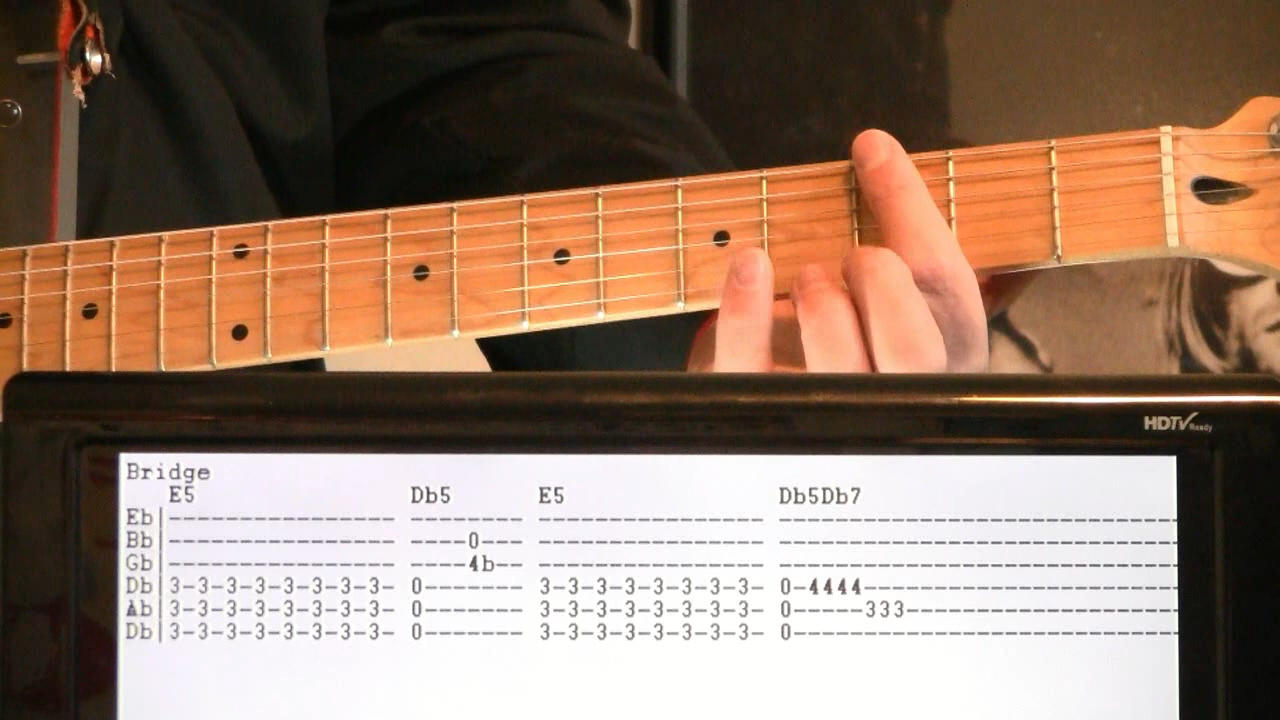 HDTV Ready
Bridge
E5 Db5 E5 Db5Db7
Eb|---------------- -------- ---------------- ----------------------------
Bb|---------------- ----0--- ---------------- ----------------------------
Gb|---------------- ----4b-- ---------------- ----------------------------
Db|3-3-3-3-3-3-3-3- 0------- 3-3-3-3-3-3-3-3- 0-4444----------------------
Ab|3-3-3-3-3-3-3-3- 0------- 3-3-3-3-3-3-3-3- 0-----333-------------------
Db|3-3-3-3-3-3-3-3- 0------- 3-3-3-3-3-3-3-3- 0---------------------------